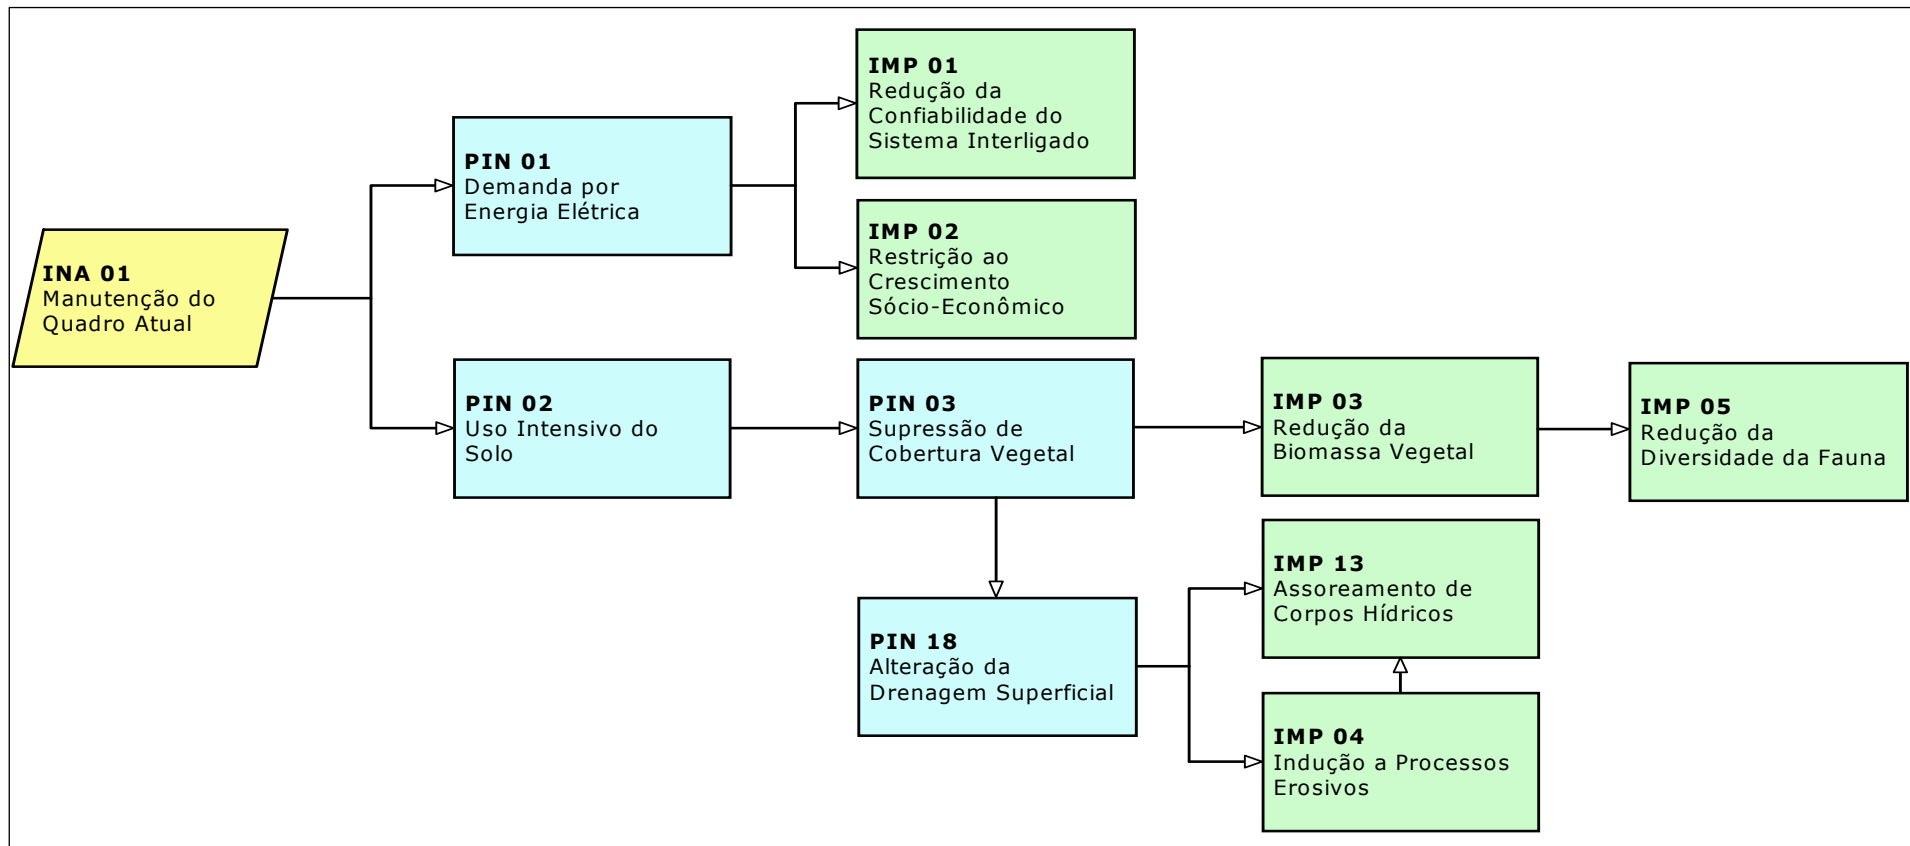 INA 01
Manutenção do
Quadro Atual
PIN 01
Demanda por
Energia Elétrica
IMP 01
Redução da
Confiabilidade do
Sistema Interligado
IMP 02
Restrição ao
Crescimento
Sócio-Econômico
PIN 02
Uso Intensivo do
Solo
PIN 03
Supressão de
Cobertura Vegetal
IMP 03
Redução da
Biomassa Vegetal
IMP 05
Redução da
Diversidade da Fauna
PIN 18
Alteração da
Drenagem Superficial
IMP 13
Assoreamento de
Corpos Hídricos
IMP 04
Indução a Processos
Erosivos